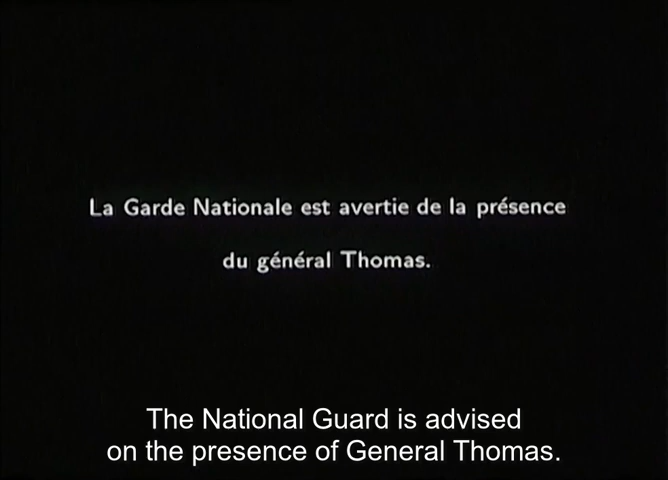 La Garde Nationale est avertie de la présence
du général Thomas.
The National Guard is advised
on the presence of General Thomas.